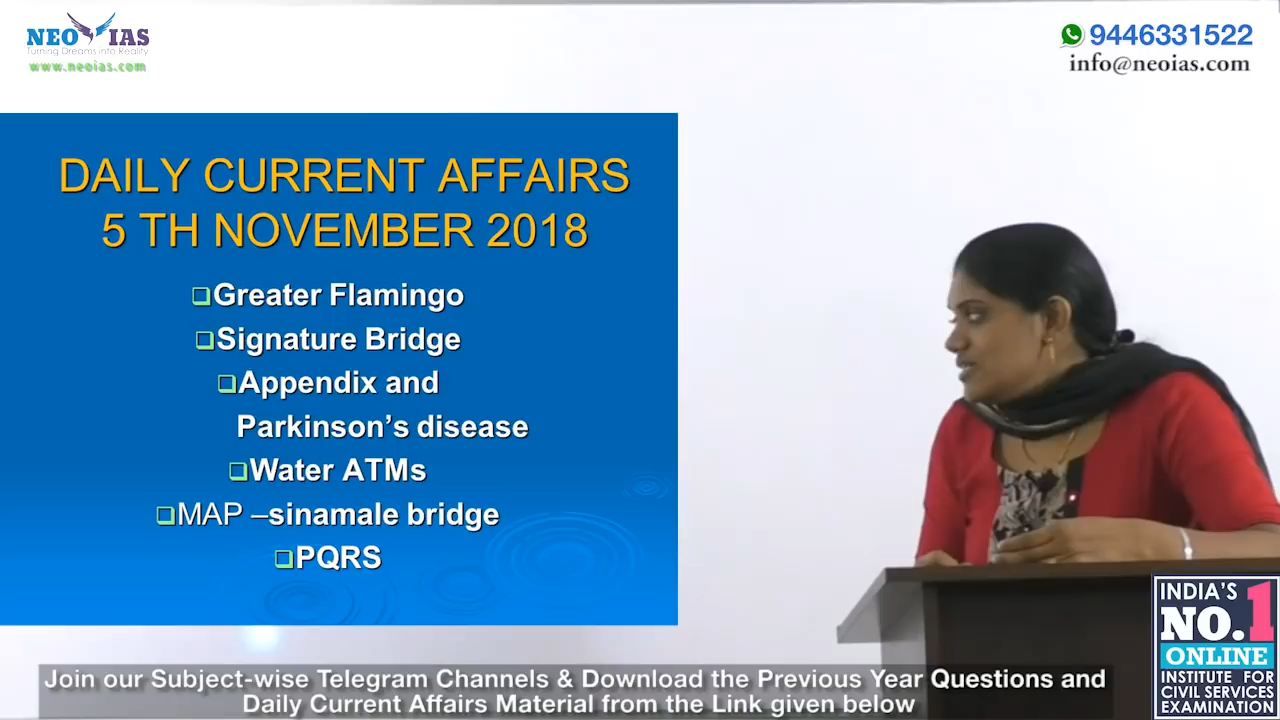 NEO IAS
Turning Dreams into Reality
www.neoias.com
9446331522
info@neoias.com
DAILY CURRENT AFFAIRS
5 TH NOVEMBER 2018
Greater Flamingo
Signature Bridge
Appendix and
Parkinson’s disease
Water ATMs
MAP –sinamale bridge
PQRS
INDIA'S
NO.1
ONLINE
INSTITUTE FOR
CIVIL SERVICES
EXAMINATION
Join our Subject-wise Telegram Channels & Download the Previous Year Questions and
Daily Current Affairs Material from the Link given below